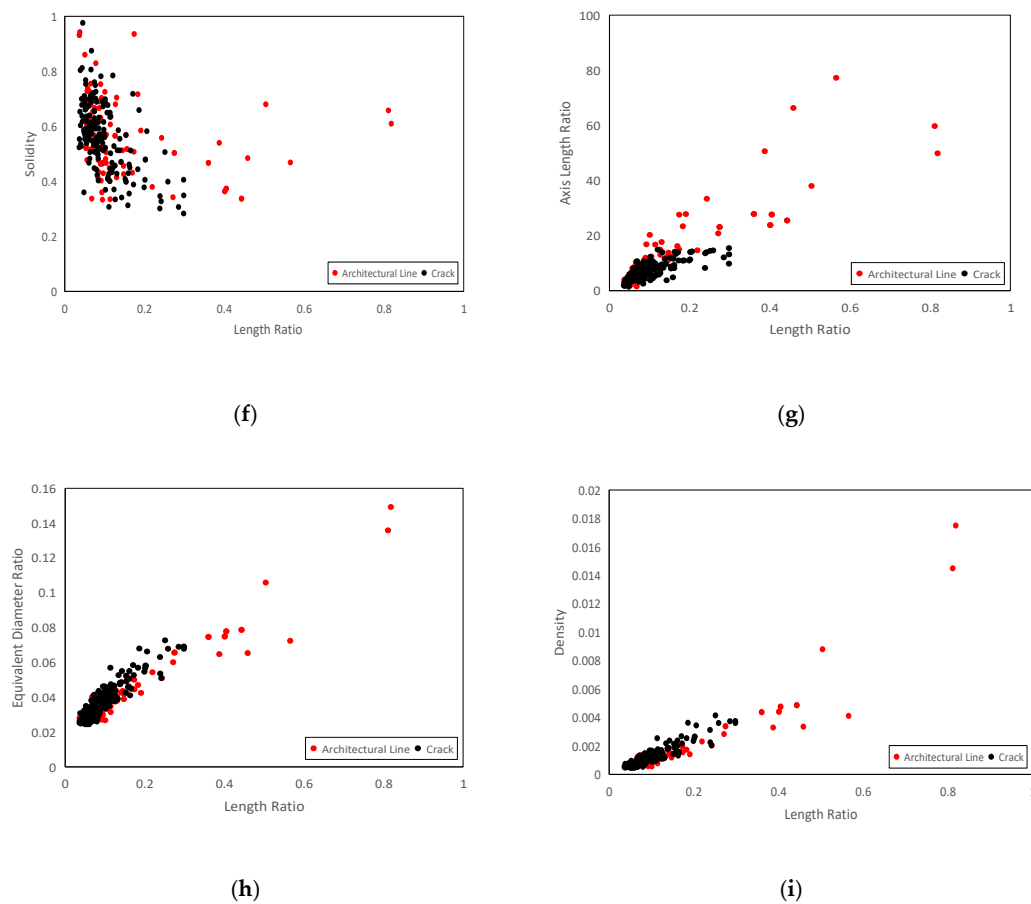 1
0.8
0.6
0.4
0.2
0
Solidity
0 0.2 0.4 0.6 0.8 1
Length Ratio
Architectural Line Crack
(f)
100
80
60
40
20
0
Axis Length Ratio
0 0.2 0.4 0.6 0.8 1
Length Ratio
Architectural Line Crack
(g)
0.16
0.14
0.12
0.1
0.08
0.06
0.04
0.02
0
Equivalent Diameter Ratio
0 0.2 0.4 0.6 0.8 1
Length Ratio
Architectural Line Crack
(h)
0.02
0.018
0.016
0.014
0.012
0.01
0.008
0.006
0.004
0.002
0
Density
0 0.2 0.4 0.6 0.8 1
Length Ratio
Architectural Line Crack
(i)